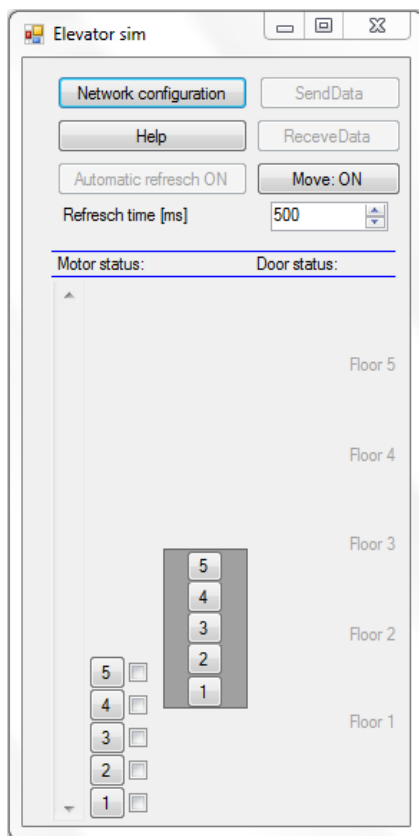 Elevator sim
Network configuration SendData
Help ReceveData
Automatic refresch ON Move: ON
Refresch time [ms] 500
Motor status: Door status:
Floor 5
Floor 4
Floor 3
5
4
3
Floor 2
2
5
1
4
Floor 1
3
2
1